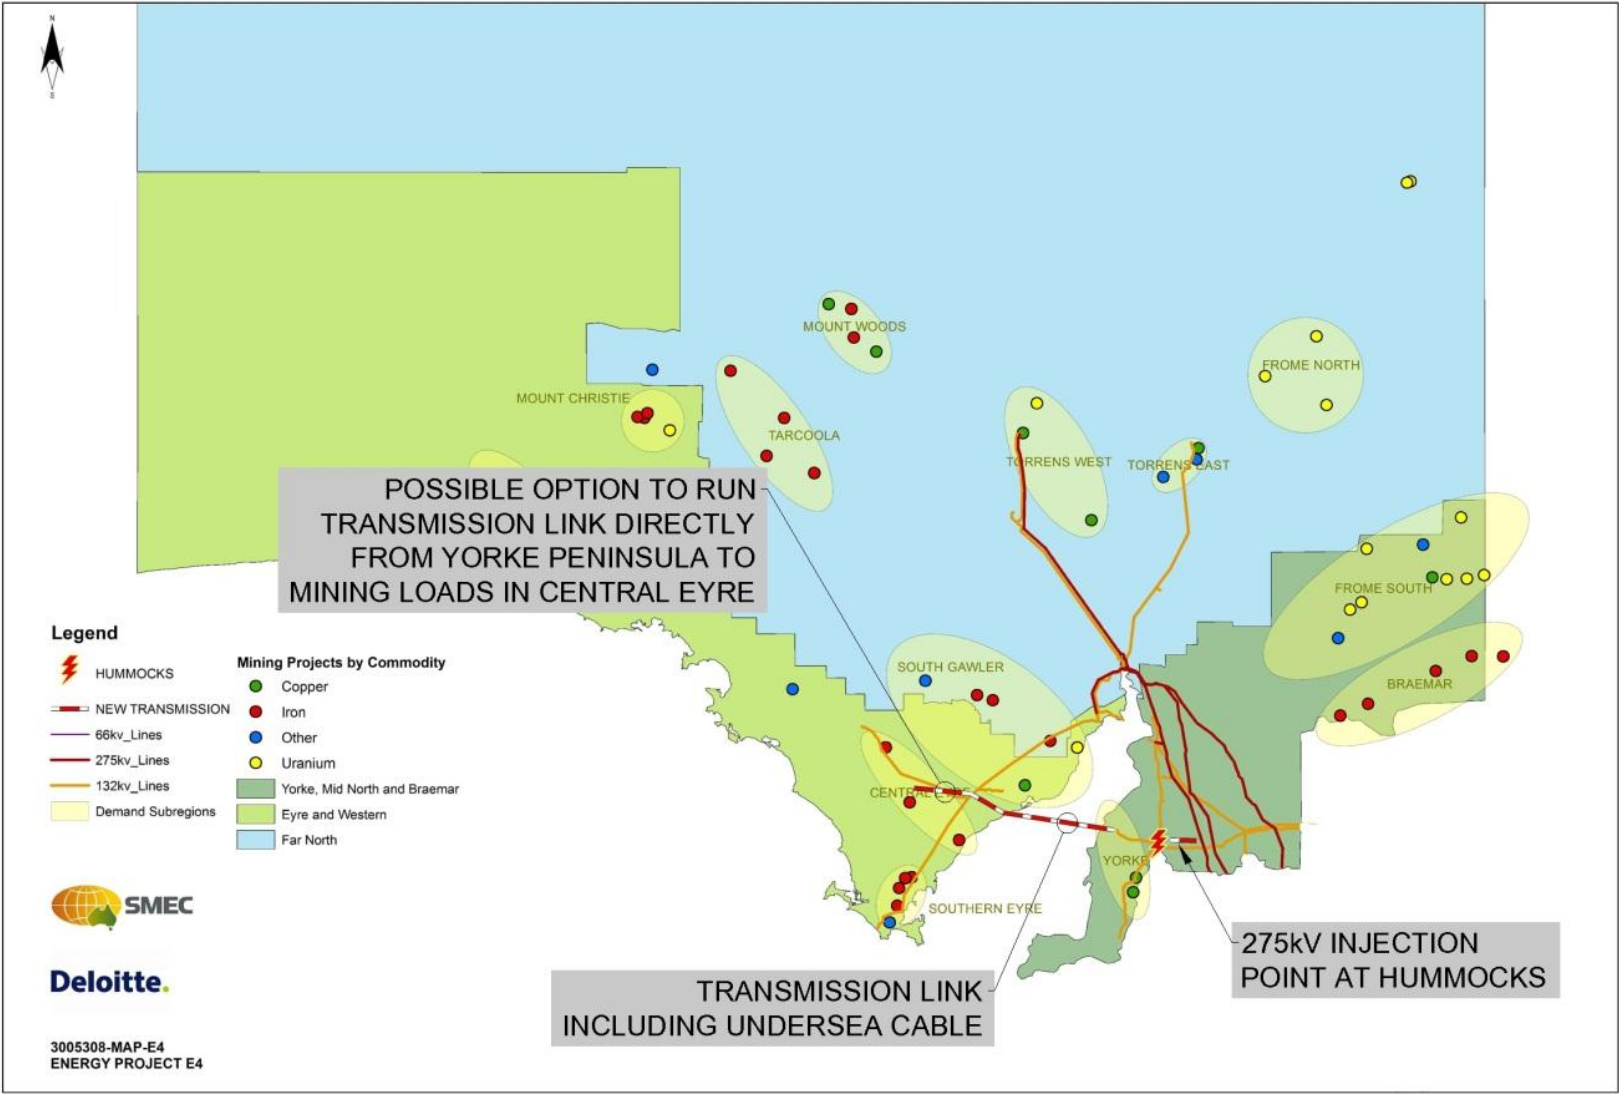 N
S
MOUNT WOODS
FROME NORTH
MOUNT CHRISTIE
TARCOOLA
TORRENS WEST
TORRENS EAST
POSSIBLE OPTION TO RUN
TRANSMISSION LINK DIRECTLY
FROM YORKE PENINSULA TO
MINING LOADS IN CENTRAL EYRE
FROME SOUTH
BRAEMAR
SOUTH GAWLER
CENTRAL EYRE
YORKE
SOUTHERN EYRE
275kV INJECTION
POINT AT HUMMOCKS
TRANSMISSION LINK
INCLUDING UNDERSEA CABLE
Legend
HUMMOCKS
NEW TRANSMISSION
66kv_Lines
275kv_Lines
132kv_Lines
Demand Subregions
Mining Projects by Commodity
Copper
Iron
Other
Uranium
Yorke, Mid North and Braemar
Eyre and Western
Far North
SMEC
Deloitte.
3005308-MAP-E4
ENERGY PROJECT E4